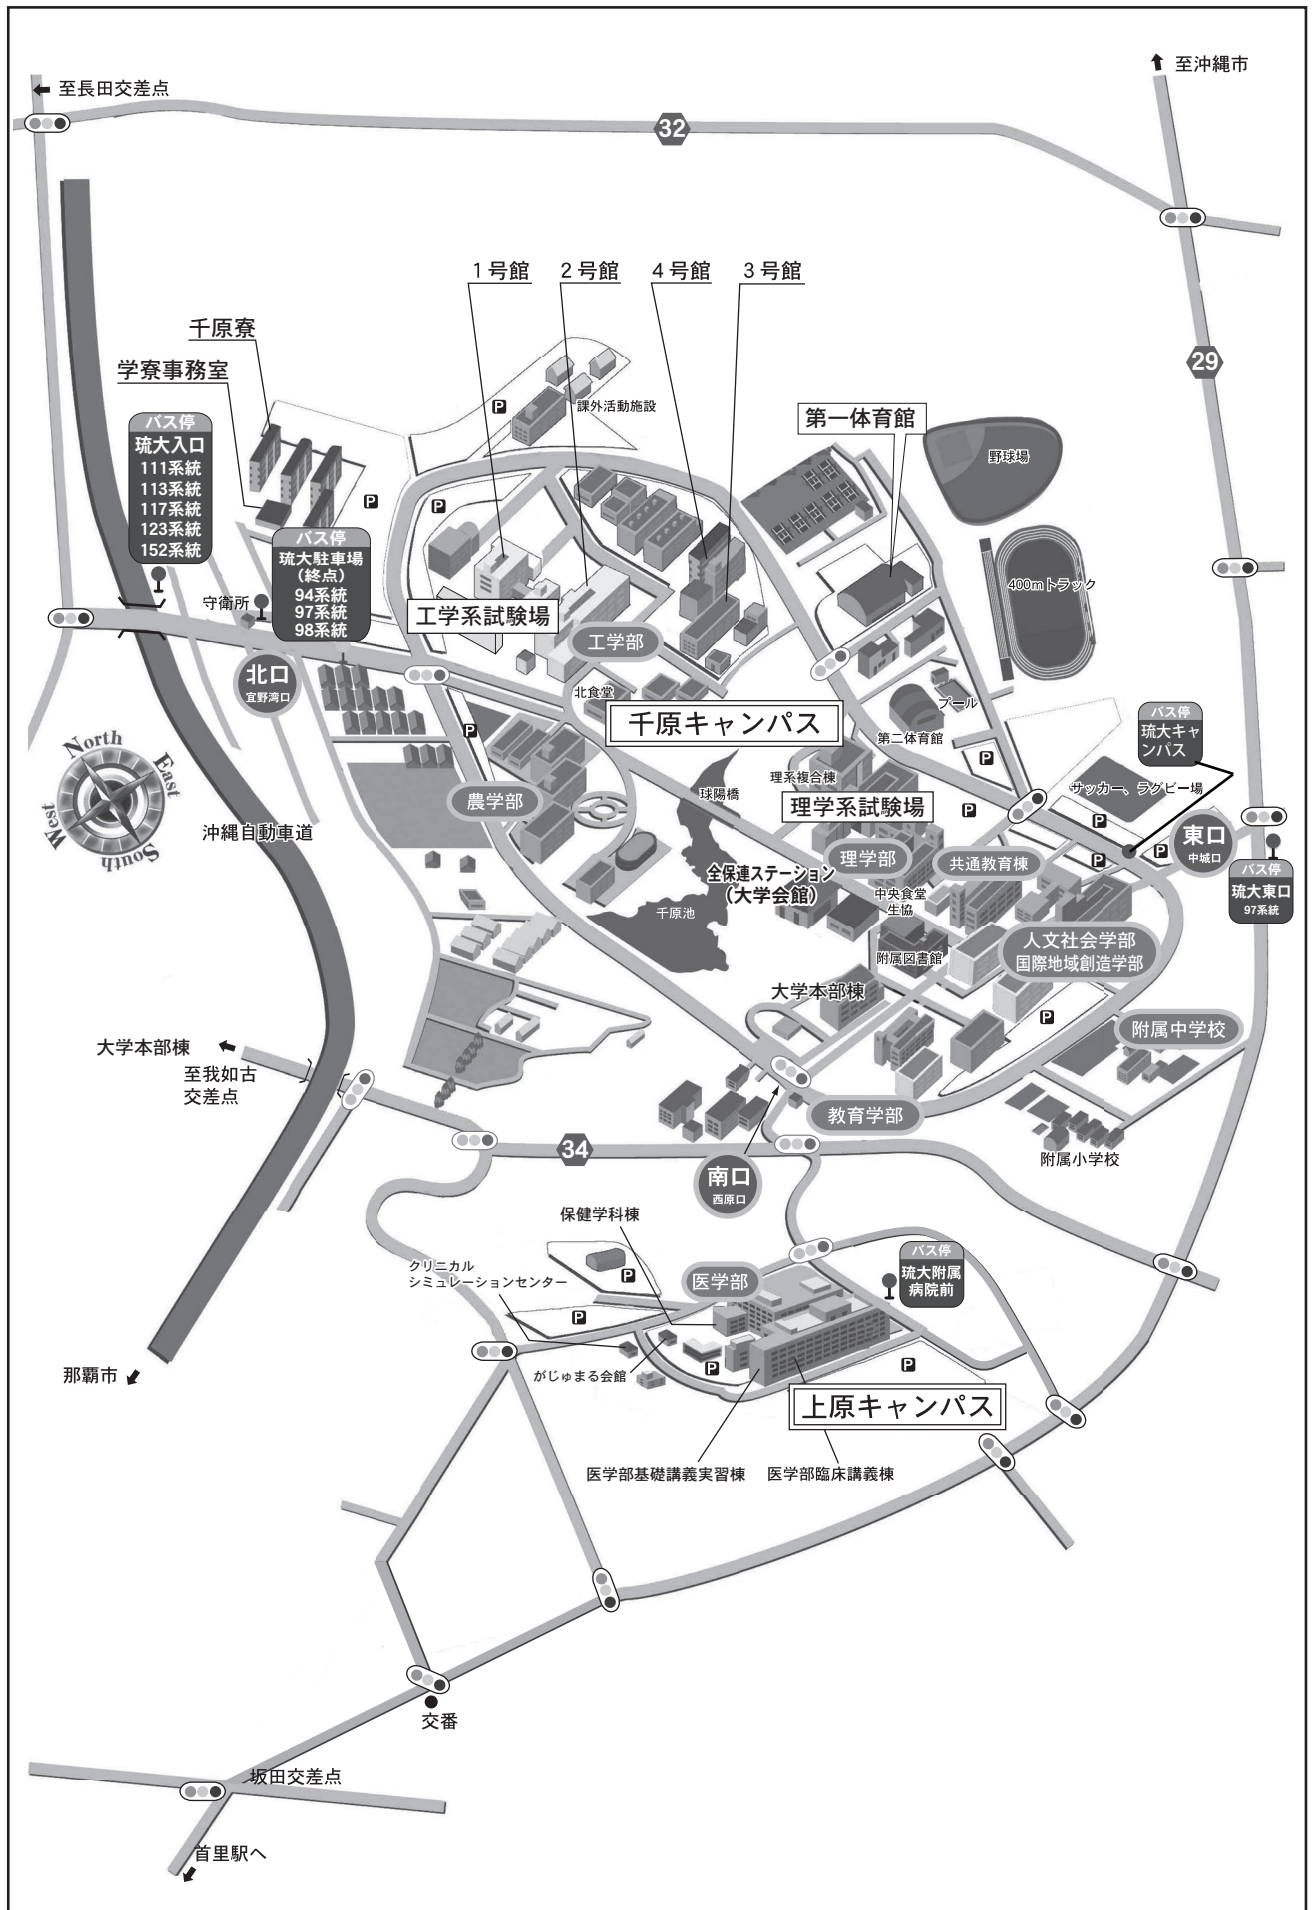 至沖縄市
至長田交差点
32
1号館
2号館
4号館
3号館
千原寮
学寮事務室
29
P
課外活動施設
第一体育館
バス停
琉大入口
111系統
113系統
117系統
123系統
152系統
野球場
P
P
バス停
琉大駐車場
(終点)
94系統
97系統
98系統
400mトラック
守衛所
工学系試験場
工学部
北口
宜野湾口
北食堂
千原キャンパス
プール
第二体育館
バス停
琉大キャ
ンパス
P
P
North
East
South
West
理系複合棟
球陽橋
サッカー、ラグビー場
農学部
理学系試験場
P
P
沖縄自動車道
東口
中城口
理学部
共通教育棟
P
P
全保連ステーション
(大学会館)
バス停
琉大東口
97系統
中央食堂
生協
千原池
人文社会学部
国際地域創造学部
附属図書館
大学本部棟
P
附属中学校
大学本部棟
至我如古
交差点
教育学部
34
附属小学校
南口
西原口
保健学科棟
クリニカル
シミュレーションセンター
医学部
バス停
琉大附属
病院前
P
P
がじゅまる会館
P
P
那覇市
上原キャンパス
医学部基礎講義実習棟
医学部臨床講義棟
交番
坂田交差点
首里駅へ